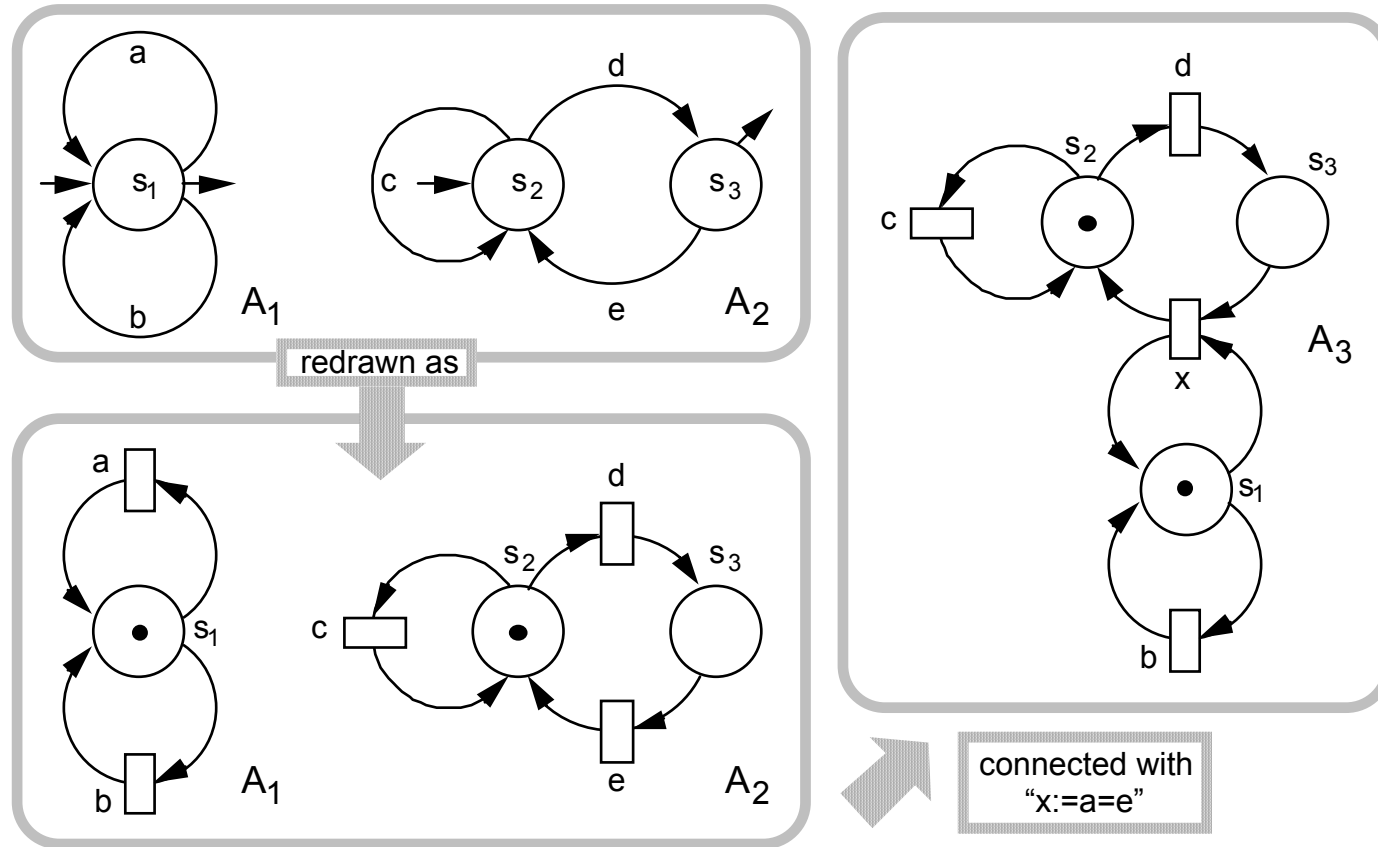 a
s1
b
A1
c
d
s2
s3
e
A2
redrawn as
a
s1
b
A1
c
d
s2
s3
e
A2
d
s2
s3
c
x
A3
s1
b
connected with
“x:=a=e”